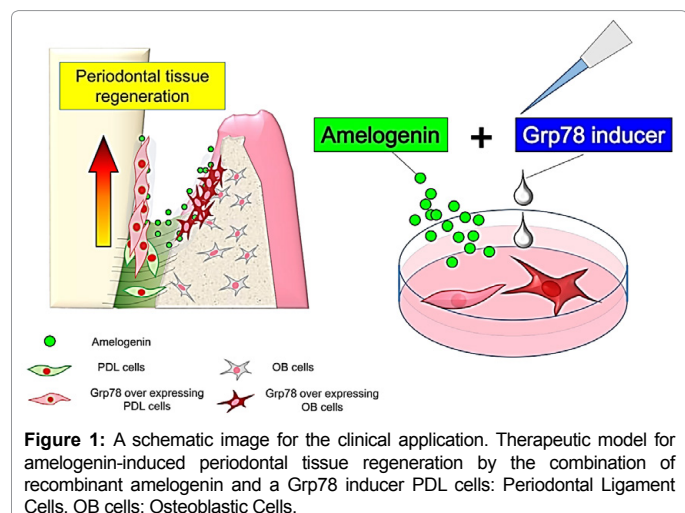 Periodontal tissue
regeneration
Amelogenin
+
Grp78 inducer
Amelogenin
PDL cells
OB cells
Grp78 over expressing
PDL cells
Grp78 over expressing
OB cells
Figure 1: A schematic image for the clinical application. Therapeutic model for
amelogenin-induced periodontal tissue regeneration by the combination of
recombinant amelogenin and a Grp78 inducer PDL cells: Periodontal Ligament
Cells. OB cells: Osteoblastic Cells.